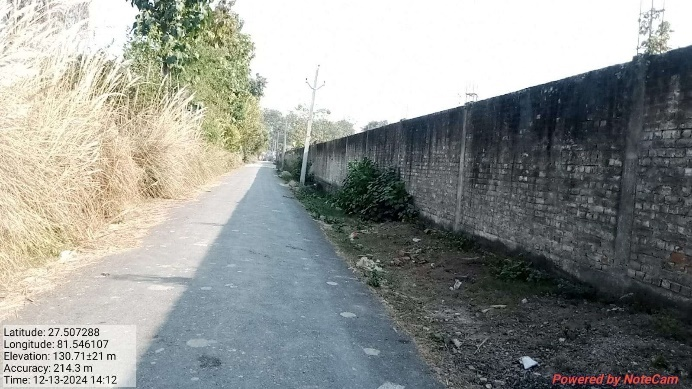 Latitude: 27.507288
Longitude: 81.546107
Elevation: 130.71±21 m
Accuracy: 214.3 m
Time: 12-13-2024 14:12
Powered by NoteCam